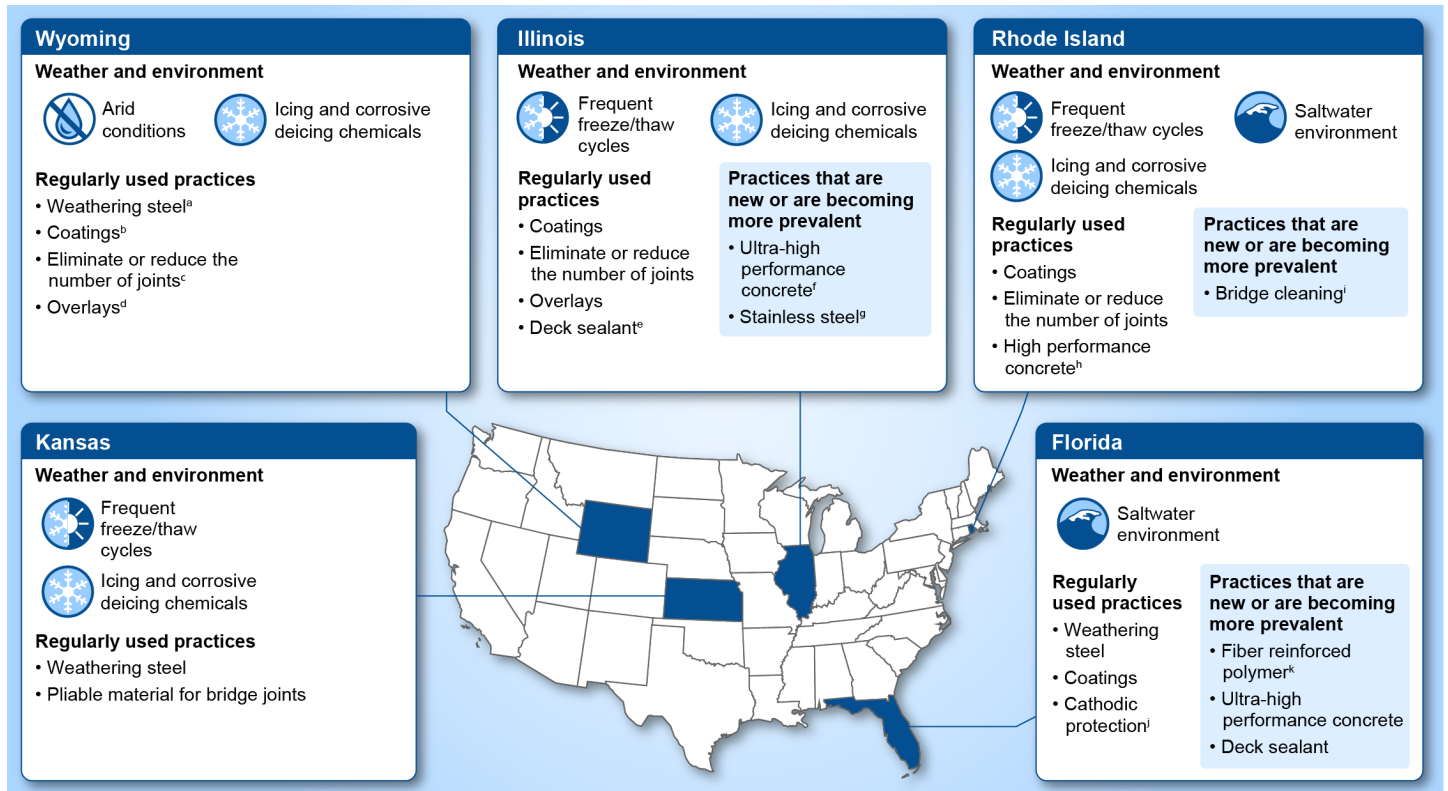 Wyoming
Weather and environment
Arid
conditions
Icing and corrosive
deicing chemicals
Regularly used practices
• Weathering steelᵃ
• Coatingsᵇ
• Eliminate or reduce the
number of jointsᶜ
• Overlaysᵈ
Illinois
Weather and environment
Frequent
freeze/thaw
cycles
Icing and corrosive
deicing chemicals
Regularly used
practices
• Coatings
• Eliminate or reduce
the number of joints
• Overlays
• Deck sealantᵉ
Practices that are
new or are becoming
more prevalent
• Ultra-high
performance
concreteᶠ
• Stainless steelᵍ
Rhode Island
Weather and environment
Frequent
freeze/thaw cycles
Saltwater
environment
Icing and corrosive
deicing chemicals
Regularly used
practices
• Coatings
• Eliminate or reduce
the number of joints
• High performance
concreteʰ
Practices that are
new or are becoming
more prevalent
• Bridge cleaningⁱ
Kansas
Weather and environment
Frequent
freeze/thaw
cycles
Icing and corrosive
deicing chemicals
Regularly used practices
• Weathering steel
• Pliable material for bridge joints
Florida
Weather and environment
Saltwater
environment
Regularly
used practices
• Weathering
steel
• Coatings
• Cathodic
protectionʲ
Practices that are
new or are becoming
more prevalent
• Fiber reinforced
polymerᵏ
• Ultra-high
performance concrete
• Deck sealant